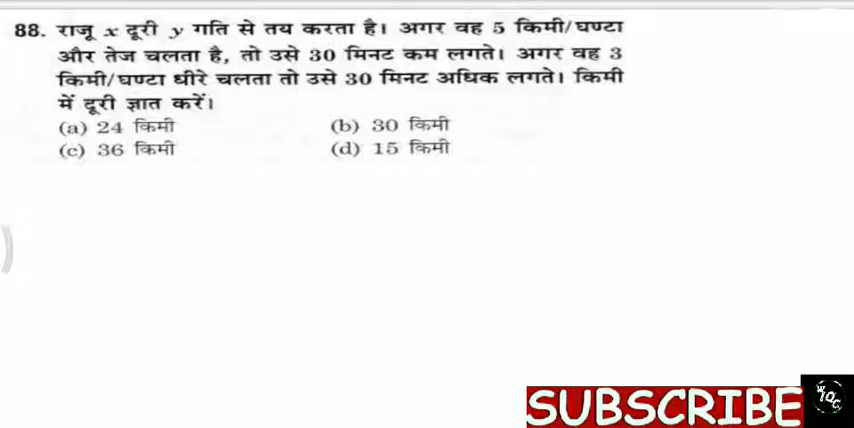 88. राजू x दूरी y गति से तय करता है। अगर वह 5 किमी/घण्टा
और तेज चलता है, तो उसे 30 मिनट कम लगते। अगर वह 3
किमी/घण्टा धीरे चलता तो उसे 30 मिनट अधिक लगते। किमी
में दूरी ज्ञात करें।
(a) 24 किमी (b) 30 किमी
(c) 36 किमी (d) 15 किमी
SUBSCRIBE